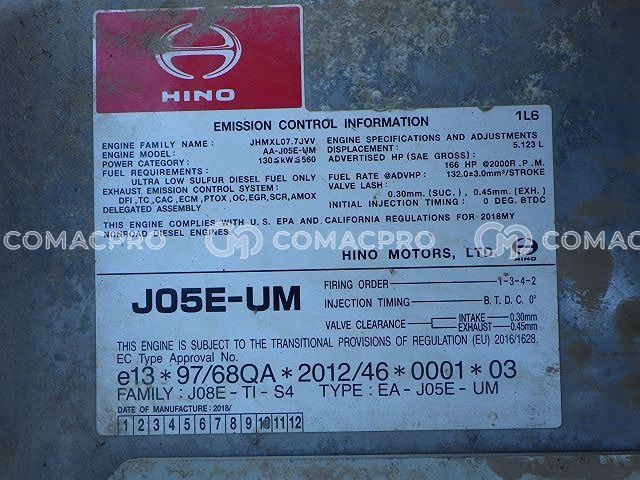 HINO
EMISSION CONTROL INFORMATION 1L6
ENGINE FAMILY NAME : JHMXL07.7JVV
ENGINE MODEL: AA-J05E-UM
POWER CATEGORY: 130≦kW≦560
FUEL REQUIREMENTS:
ULTRA LOW SULFUR DIESEL FUEL ONLY
EXHAUST EMISSION CONTROL SYSTEM:
DFI,TC,CAC,ECM,PTOX,OC,EGR,SCR,AMOX
DELEGATED ASSEMBLY
ENGINE SPECIFICATIONS AND ADJUSTMENTS
DISPLACEMENT: 5.123 L
ADVERTISED HP (SAE GROSS):
166 HP @2000R.P.M.
FUEL RATE @ADVHP : 132.0±3.0mm³/STROKE
VALVE LASH :
0.30mm (SUC.), 0.45mm (EXH.)
INITIAL INJECTION TIMING : 0 DEG. BTDC
THIS ENGINE COMPLIES WITH U.S. EPA AND CALIFORNIA REGULATIONS FOR 2018MY
NONROAD DIESEL ENGINES.
COMACPRO COMACPRO COMACPRO
HINO MOTORS, LTD. HINO
J05E-UM
FIRING ORDER 1-3-4-2
INJECTION TIMING B.T.D.C. 0°
VALVE CLEARANCE INTAKE 0.30mm
EXHAUST 0.45mm
THIS ENGINE IS SUBJECT TO THE TRANSITIONAL PROVISIONS OF REGULATION (EU) 2016/1628.
EC Type Approval No.
e13*97/68QA*2012/46*0001*03
FAMILY : J08E-TI-S4 TYPE : EA-J05E-UM
DATE OF MANUFACTURE : 2018/
1 2 3 4 5 6 7 8 9 10 11 12